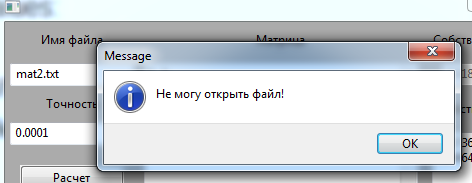 Имя файла
Матрица
mat2.txt
Точность
0.0001
Расчет
Message
Не могу открыть файл!
OK